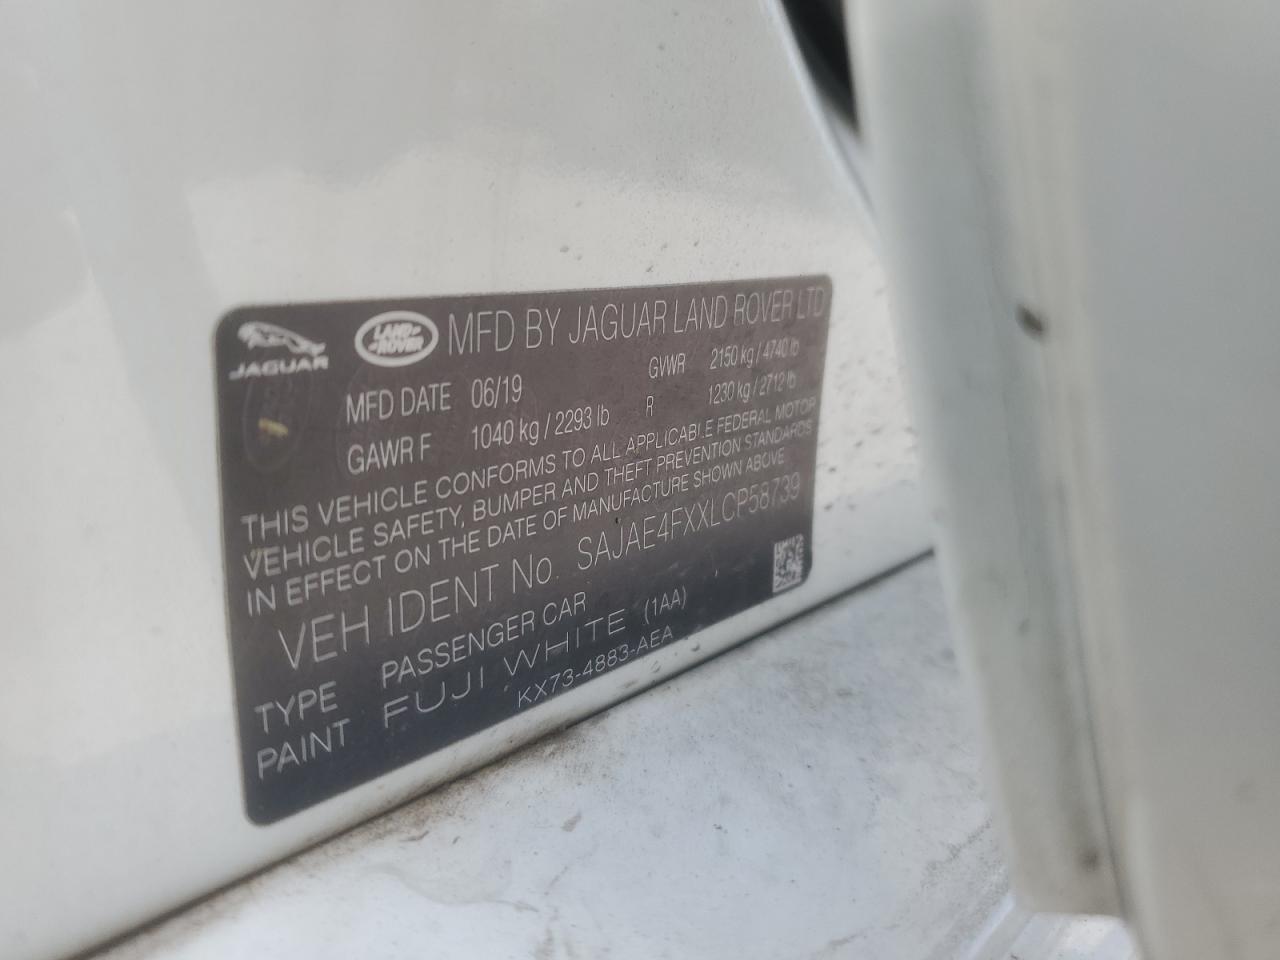 JAGUAR
LAND ROVER
MFD BY JAGUAR LAND ROVER LTD
MFD DATE 06/19 GVWR 2150 kg / 4740 lb
GAWR F 1040 kg / 2293 lb R 1230 kg / 2712 lb
THIS VEHICLE CONFORMS TO ALL APPLICABLE FEDERAL MOTOR
VEHICLE SAFETY, BUMPER AND THEFT PREVENTION STANDARDS
IN EFFECT ON THE DATE OF MANUFACTURE SHOWN ABOVE
VEH IDENT No. SAJAE4FXXLCP58739
TYPE PASSENGER CAR
PAINT FUJI WHITE (1AA)
KX73-4883-AEA